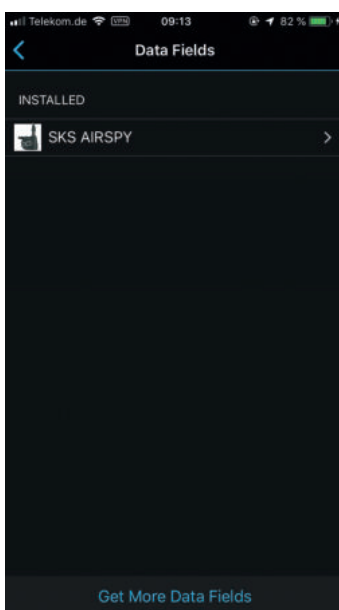 Telekom.de VPN 09:13 82 %
Data Fields
INSTALLED
SKS AIRSPY
Get More Data Fields